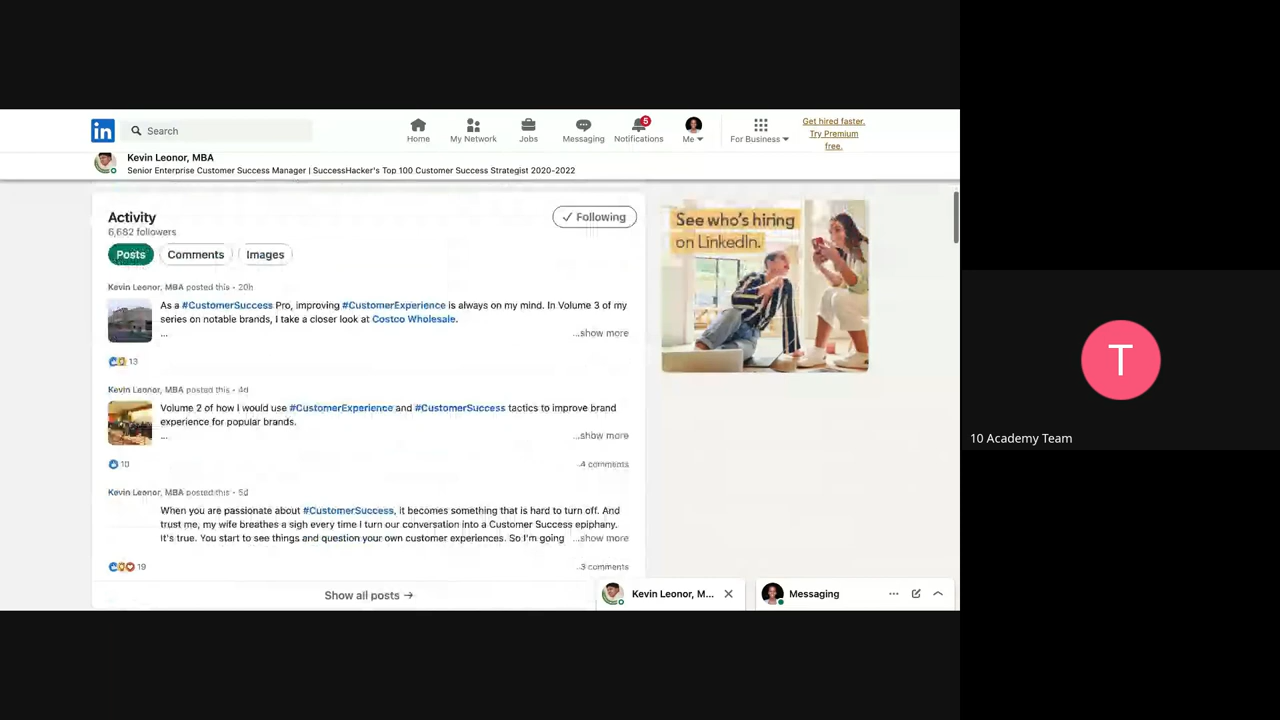 in
Search
Home
My Network
Jobs
Messaging
5
Notifications
Me
For Business
Get hired faster.
Try Premium
free.
Kevin Leonor, MBA
Senior Enterprise Customer Success Manager | SuccessHacker's Top 100 Customer Success Strategist 2020-2022
Activity
Following
6,682 followers
Posts
Comments
Images
See who's hiring
on LinkedIn.
Kevin Leonor, MBA posted this • 20h
As a #CustomerSuccess Pro, improving #CustomerExperience is always on my mind. In Volume 3 of my
series on notable brands, I take a closer look at Costco Wholesale.
...
...show more
13
Kevin Leonor, MBA posted this • 4d
Volume 2 of how I would use #CustomerExperience and #CustomerSuccess tactics to improve brand
experience for popular brands.
...
...show more
10
4 comments
Kevin Leonor, MBA posted this • 5d
When you are passionate about #CustomerSuccess, it becomes something that is hard to turn off. And
trust me, my wife breathes a sigh every time I turn our conversation into a Customer Success epiphany.
It's true. You start to see things and question your own customer experiences. So I'm going ...show more
19
3 comments
Show all posts →
Kevin Leonor, M...
Messaging
T
10 Academy Team